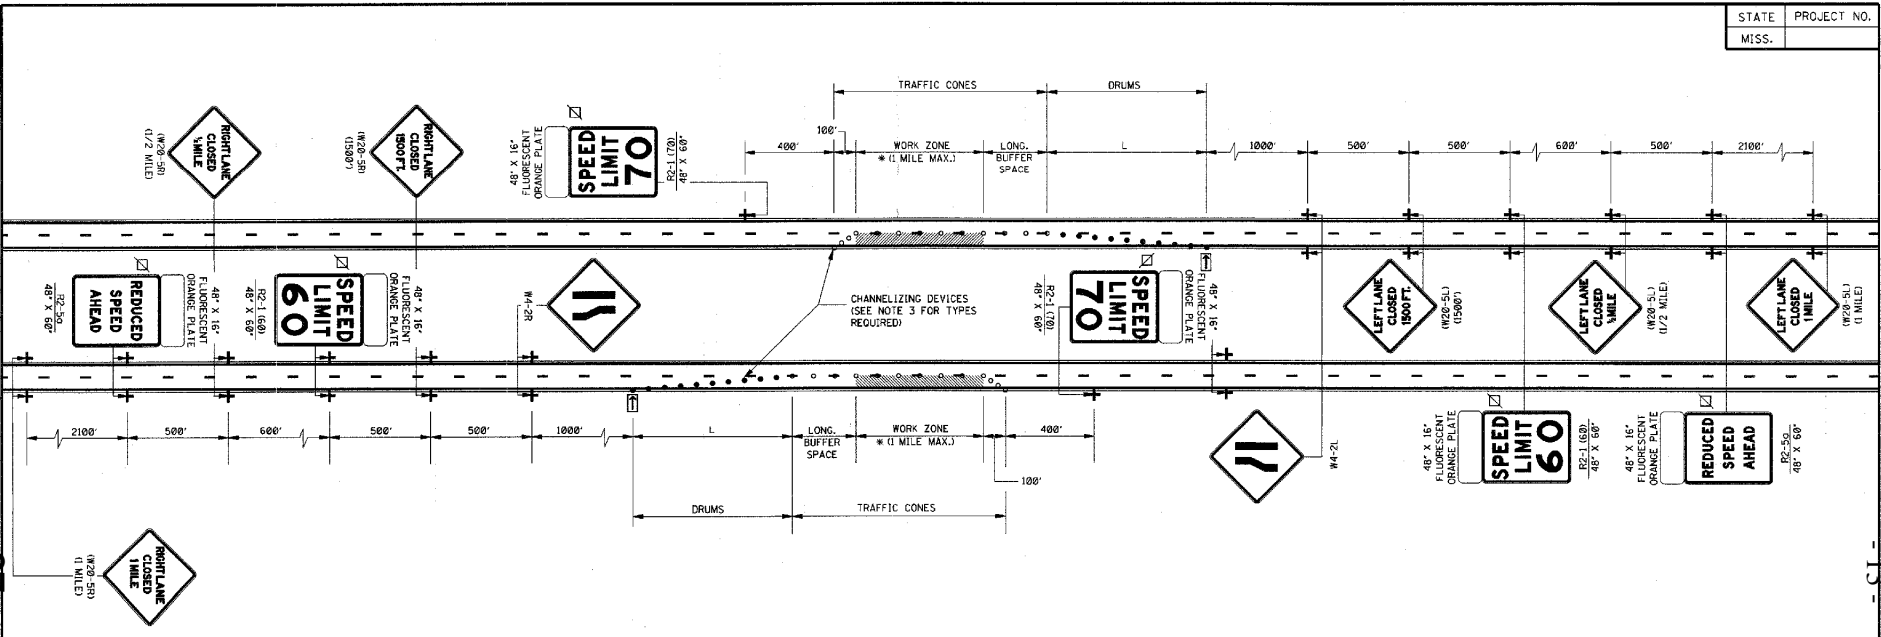 STATE PROJECT NO.
MISS.
TRAFFIC CONES
DRUMS
100'
400'
WORK ZONE
* (1 MILE MAX.)
LONG.
BUFFER
SPACE
L
1000'
500'
500'
600'
500'
2100'
RIGHT LANE
CLOSED
½ MILE
(W20-5R)
(1/2 MILE)
RIGHT LANE
CLOSED
1500 FT.
(W20-5R)
(1500')
48" X 16"
FLUORESCENT
ORANGE PLATE
SPEED
LIMIT
70
R2-1 (70)
48" X 60"
R2-5a
48" X 60"
REDUCED
SPEED
AHEAD
48" X 16"
FLUORESCENT
ORANGE PLATE
R2-1 (60)
48" X 60"
SPEED
LIMIT
60
48" X 16"
FLUORESCENT
ORANGE PLATE
W4-2R
CHANNELIZING DEVICES
(SEE NOTE 3 FOR TYPES
REQUIRED)
R2-1 (70)
48" X 60"
SPEED
LIMIT
70
48" X 16"
FLUORESCENT
ORANGE PLATE
LEFT LANE
CLOSED
1500 FT.
(W20-5L)
(1500')
LEFT LANE
CLOSED
½ MILE
(W20-5L)
(1/2 MILE)
LEFT LANE
CLOSED
1 MILE
(W20-5L)
(1 MILE)
2100'
500'
600'
500'
500'
1000'
L
LONG.
BUFFER
SPACE
WORK ZONE
* (1 MILE MAX.)
400'
100'
DRUMS
TRAFFIC CONES
W4-2L
48" X 16"
FLUORESCENT
ORANGE PLATE
SPEED
LIMIT
60
R2-1 (60)
48" X 60"
48" X 16"
FLUORESCENT
ORANGE PLATE
REDUCED
SPEED
AHEAD
R2-5a
48" X 60"
(W20-5R)
(1 MILE)
RIGHT LANE
CLOSED
1 MILE